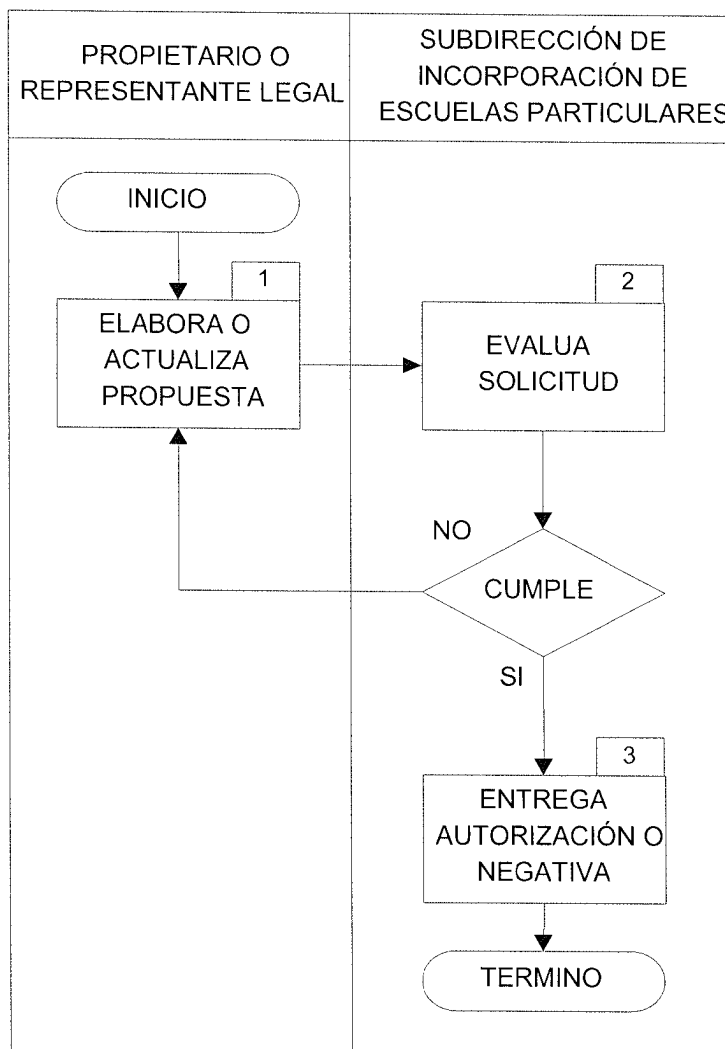 PROPIETARIO O
REPRESENTANTE LEGAL
SUBDIRECCIÓN DE
INCORPORACIÓN DE
ESCUELAS PARTICULARES
INICIO
1
ELABORA O
ACTUALIZA
PROPUESTA
2
EVALUA
SOLICITUD
NO
CUMPLE
SI
3
ENTREGA
AUTORIZACIÓN O
NEGATIVA
TERMINO